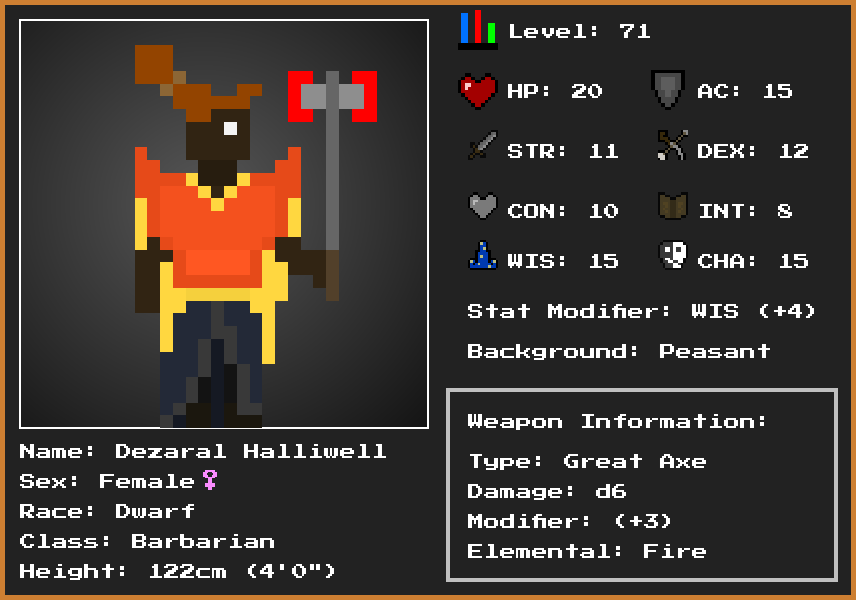 Level: 71
HP: 20
AC: 15
STR: 11
DEX: 12
CON: 10
INT: 8
WIS: 15
CHA: 15
Stat Modifier: WIS (+4)
Background: Peasant
Weapon Information:
Type: Great Axe
Damage: d6
Modifier: (+3)
Elemental: Fire
Name: Dezaral Halliwell
Sex: Female♀
Race: Dwarf
Class: Barbarian
Height: 122cm (4'0")